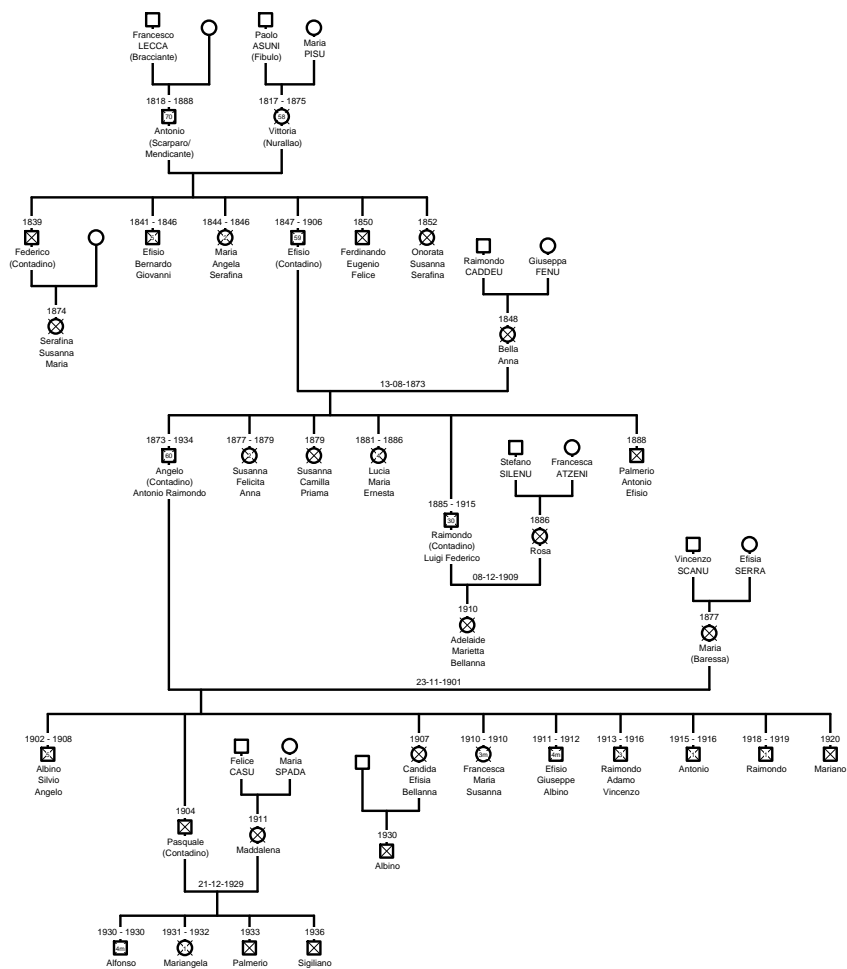 Francesco
LECCA
(Bracciante)
Paolo
ASUNI
(Fibulo)
Maria
PISU
1818 - 1888
70
Antonio
(Scarparo/
Mendicante)
1817 - 1875
58
Vittoria
(Nurallao)
1839
Federico
(Contadino)
1841 - 1846
Efisio
Bernardo
Giovanni
1844 - 1846
Maria
Angela
Serafina
1847 - 1906
59
Efisio
(Contadino)
1850
Ferdinando
Eugenio
Felice
1852
Onorata
Susanna
Serafina
Raimondo
CADDEU
Giuseppa
FENU
1874
Serafina
Susanna
Maria
1848
Bella
Anna
13-08-1873
1873 - 1934
60
Angelo
(Contadino)
Antonio Raimondo
1877 - 1879
Susanna
Felicita
Anna
1879
Susanna
Camilla
Priama
1881 - 1886
Lucia
Maria
Ernesta
1885 - 1915
30
Raimondo
(Contadino)
Luigi Federico
Stefano
SILENU
Francesca
ATZENI
1886
Rosa
1888
Palmerio
Antonio
Efisio
08-12-1909
1910
Adelaide
Marietta
Bellanna
Vincenzo
SCANU
Efisia
SERRA
1877
Maria
(Baressa)
23-11-1901
1902 - 1908
Albino
Silvio
Angelo
1904
Pasquale
(Contadino)
Felice
CASU
Maria
SPADA
1911
Maddalena
1907
Candida
Efisia
Bellanna
1930
Albino
1910 - 1910
3m
Francesca
Maria
Susanna
1911 - 1912
4m
Efisio
Giuseppe
Albino
1913 - 1916
Raimondo
Adamo
Vincenzo
1915 - 1916
Antonio
1918 - 1919
Raimondo
1920
Mariano
21-12-1929
1930 - 1930
4m
Alfonso
1931 - 1932
Mariangela
1933
Palmerio
1936
Sigiliano